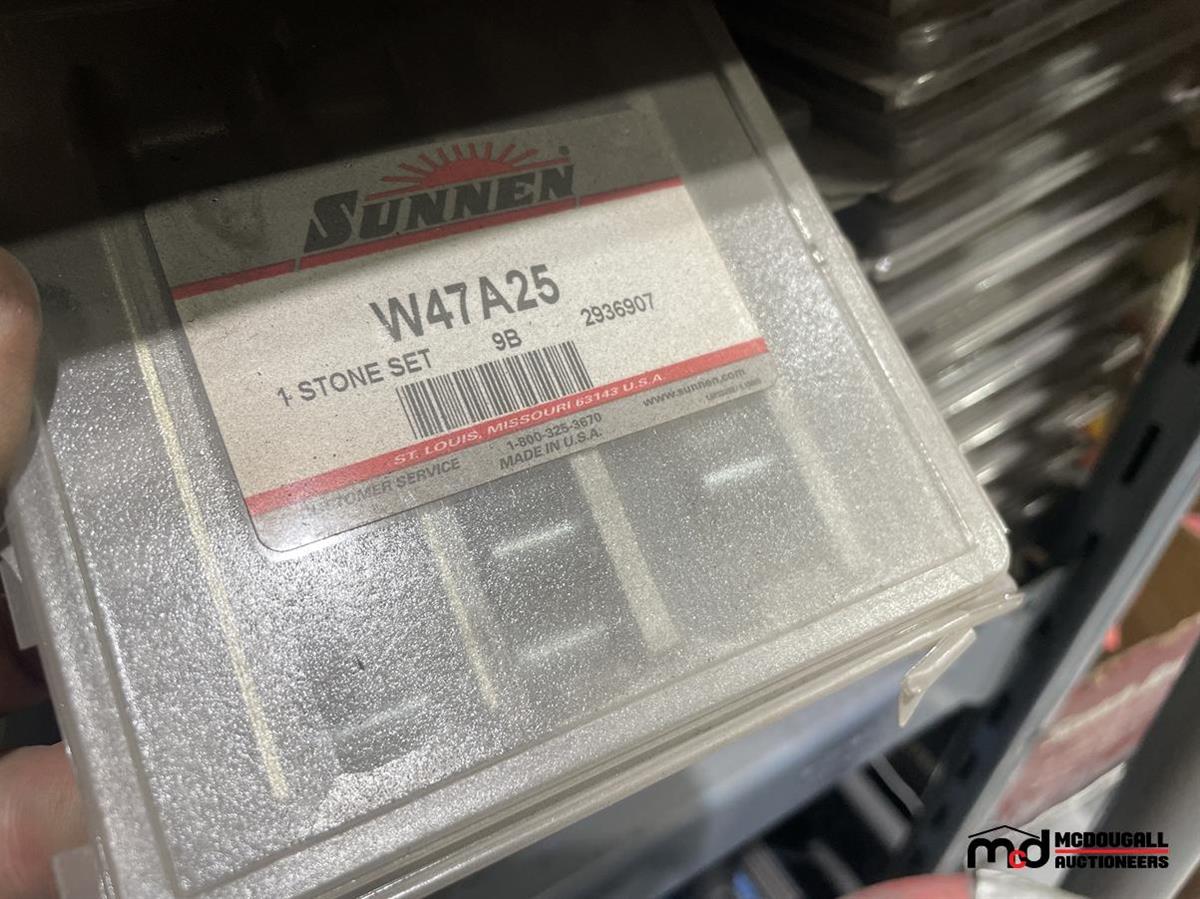 SUNNEN®
W47A25
1 STONE SET 9B 2936907
ST. LOUIS, MISSOURI 63143 U.S.A.
CUSTOMER SERVICE 1-800-325-3670 www.sunnen.com
MADE IN U.S.A.
mcd MCDOUGALL
AUCTIONEERS